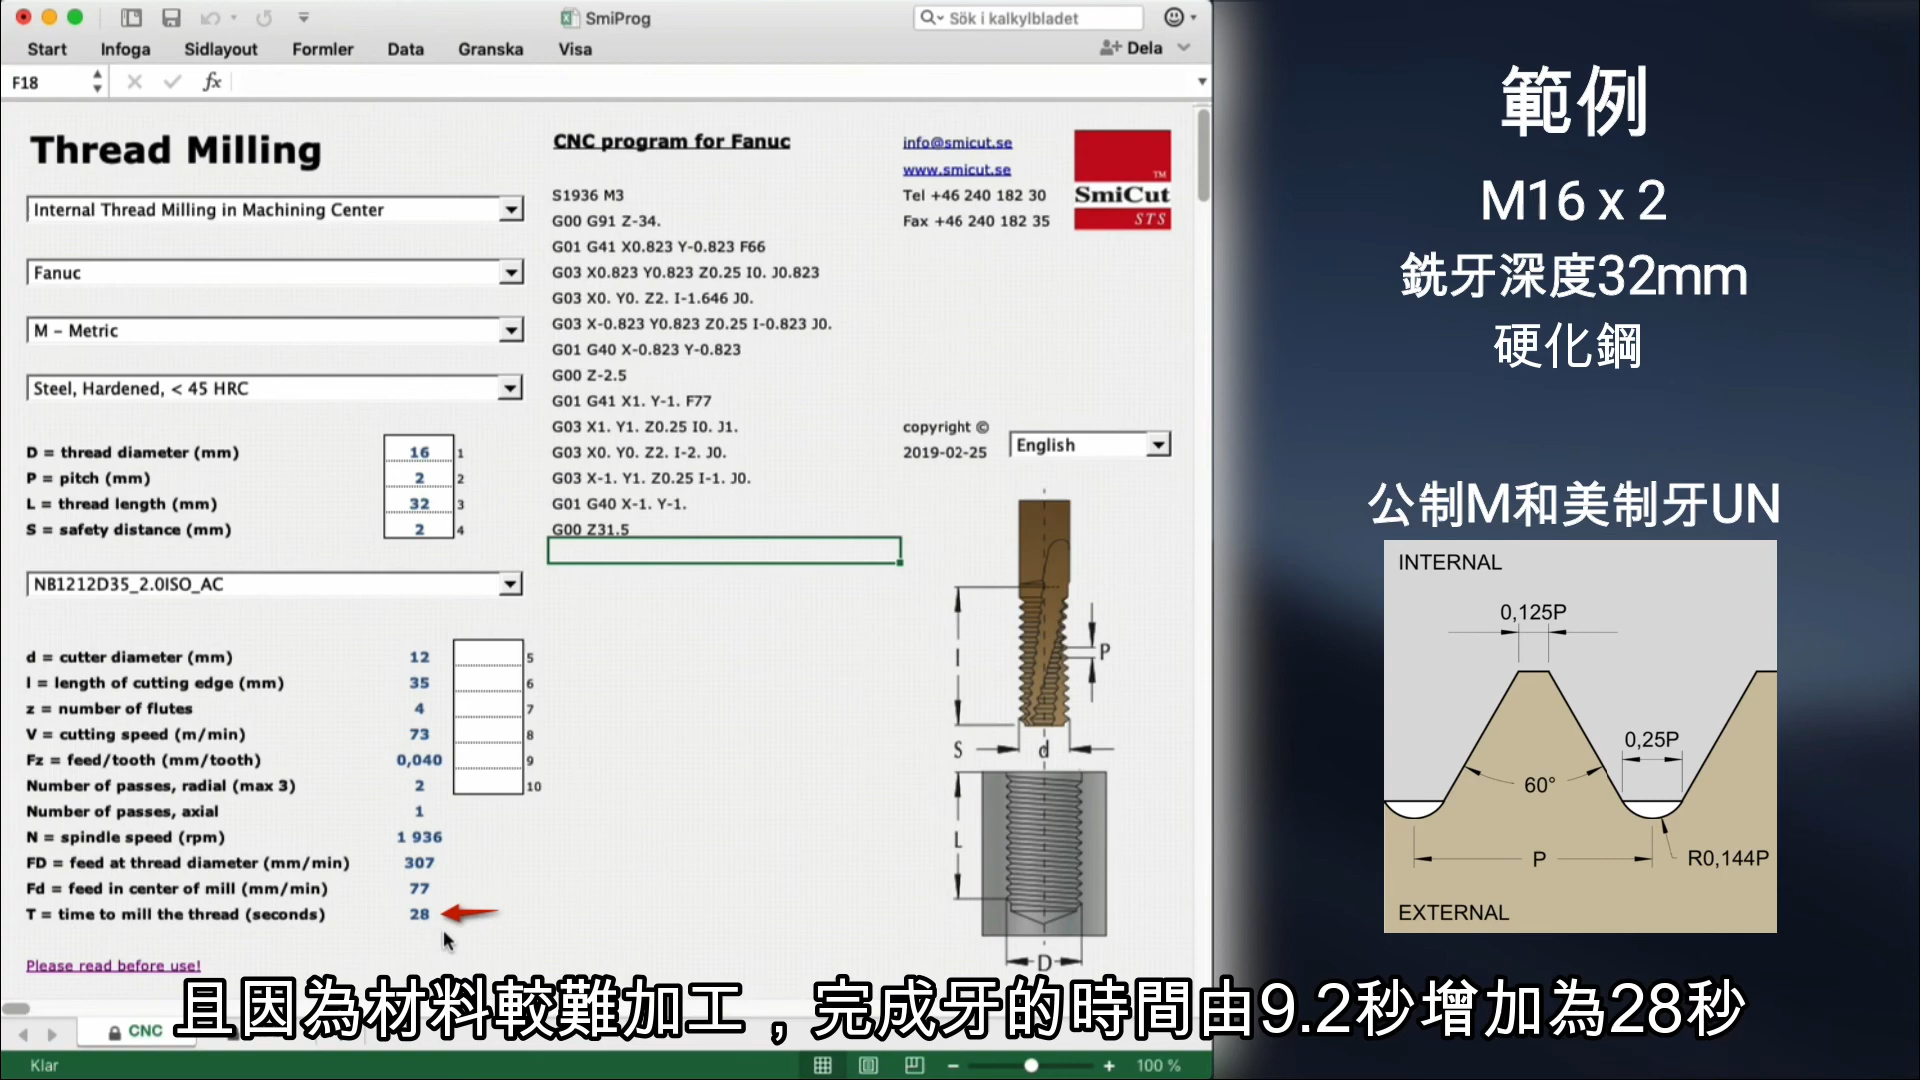 SmiProg
Sök i kalkylbladet
Start Infoga Sidlayout Formler Data Granska Visa
Dela
F18
fx
Thread Milling
Internal Thread Milling in Machining Center
Fanuc
M – Metric
Steel, Hardened, < 45 HRC
D = thread diameter (mm) 16 1
P = pitch (mm) 2 2
L = thread length (mm) 32 3
S = safety distance (mm) 2 4
NB1212D35_2.0ISO_AC
d = cutter diameter (mm) 12 5
l = length of cutting edge (mm) 35 6
z = number of flutes 4 7
V = cutting speed (m/min) 73 8
Fz = feed/tooth (mm/tooth) 0,040 9
Number of passes, radial (max 3) 2 10
Number of passes, axial 1
N = spindle speed (rpm) 1 936
FD = feed at thread diameter (mm/min) 307
Fd = feed in center of mill (mm/min) 77
T = time to mill the thread (seconds) 28
Please read before use!
CNC program for Fanuc
S1936 M3
G00 G91 Z-34.
G01 G41 X0.823 Y-0.823 F66
G03 X0.823 Y0.823 Z0.25 I0. J0.823
G03 X0. Y0. Z2. I-1.646 J0.
G03 X-0.823 Y0.823 Z0.25 I-0.823 J0.
G01 G40 X-0.823 Y-0.823
G00 Z-2.5
G01 G41 X1. Y-1. F77
G03 X1. Y1. Z0.25 I0. J1.
G03 X0. Y0. Z2. I-2. J0.
G03 X-1. Y1. Z0.25 I-1. J0.
G01 G40 X-1. Y-1.
G00 Z31.5
info@smicut.se
www.smicut.se
Tel +46 240 182 30
Fax +46 240 182 35
TM
SmiCut
STS
copyright ©
2019-02-25
English
l
P
S
d
L
D
範例
M16 x 2
銑牙深度32mm
硬化鋼
公制M和美制牙UN
INTERNAL
0,125P
0,25P
60°
P
R0,144P
EXTERNAL
且因為材料較難加工，完成牙的時間由9.2秒增加為28秒
CNC
Klar
100 %